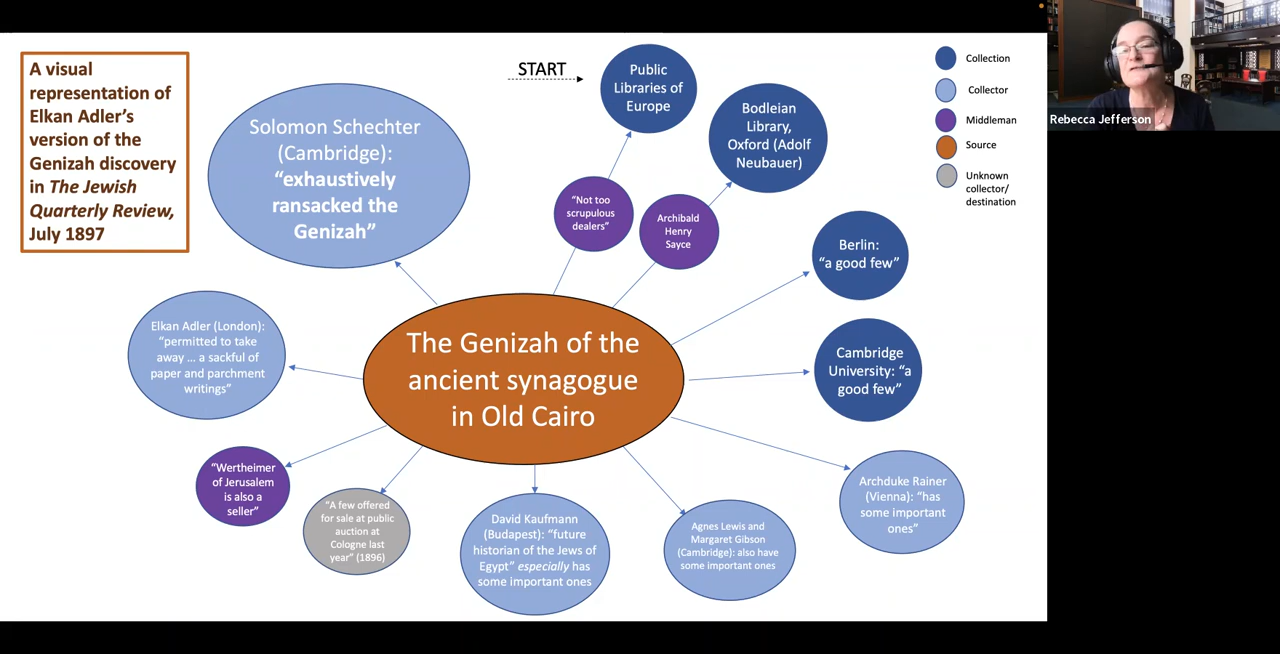 A visual
representation of
Elkan Adler’s
version of the
Genizah discovery
in The Jewish
Quarterly Review,
July 1897
START
Public
Libraries of
Europe
Bodleian
Library,
Oxford (Adolf
Neubauer)
Solomon Schechter
(Cambridge):
“exhaustively
ransacked the
Genizah”
“Not too
scrupulous
dealers”
Archibald
Henry
Sayce
Berlin:
“a good few”
Cambridge
University: “a
good few”
Archduke Rainer
(Vienna): “has
some important
ones”
Agnes Lewis and
Margaret Gibson
(Cambridge): also have
some important ones
David Kaufmann
(Budapest): “future
historian of the Jews of
Egypt” especially has
some important ones
“A few offered
for sale at public
auction at
Cologne last
year” (1896)
“Wertheimer
of Jerusalem
is also a
seller”
Elkan Adler (London):
“permitted to take
away … a sackful of
paper and parchment
writings”
The Genizah of the
ancient synagogue
in Old Cairo
Collection
Collector
Middleman
Source
Unknown
collector/
destination
Rebecca Jefferson